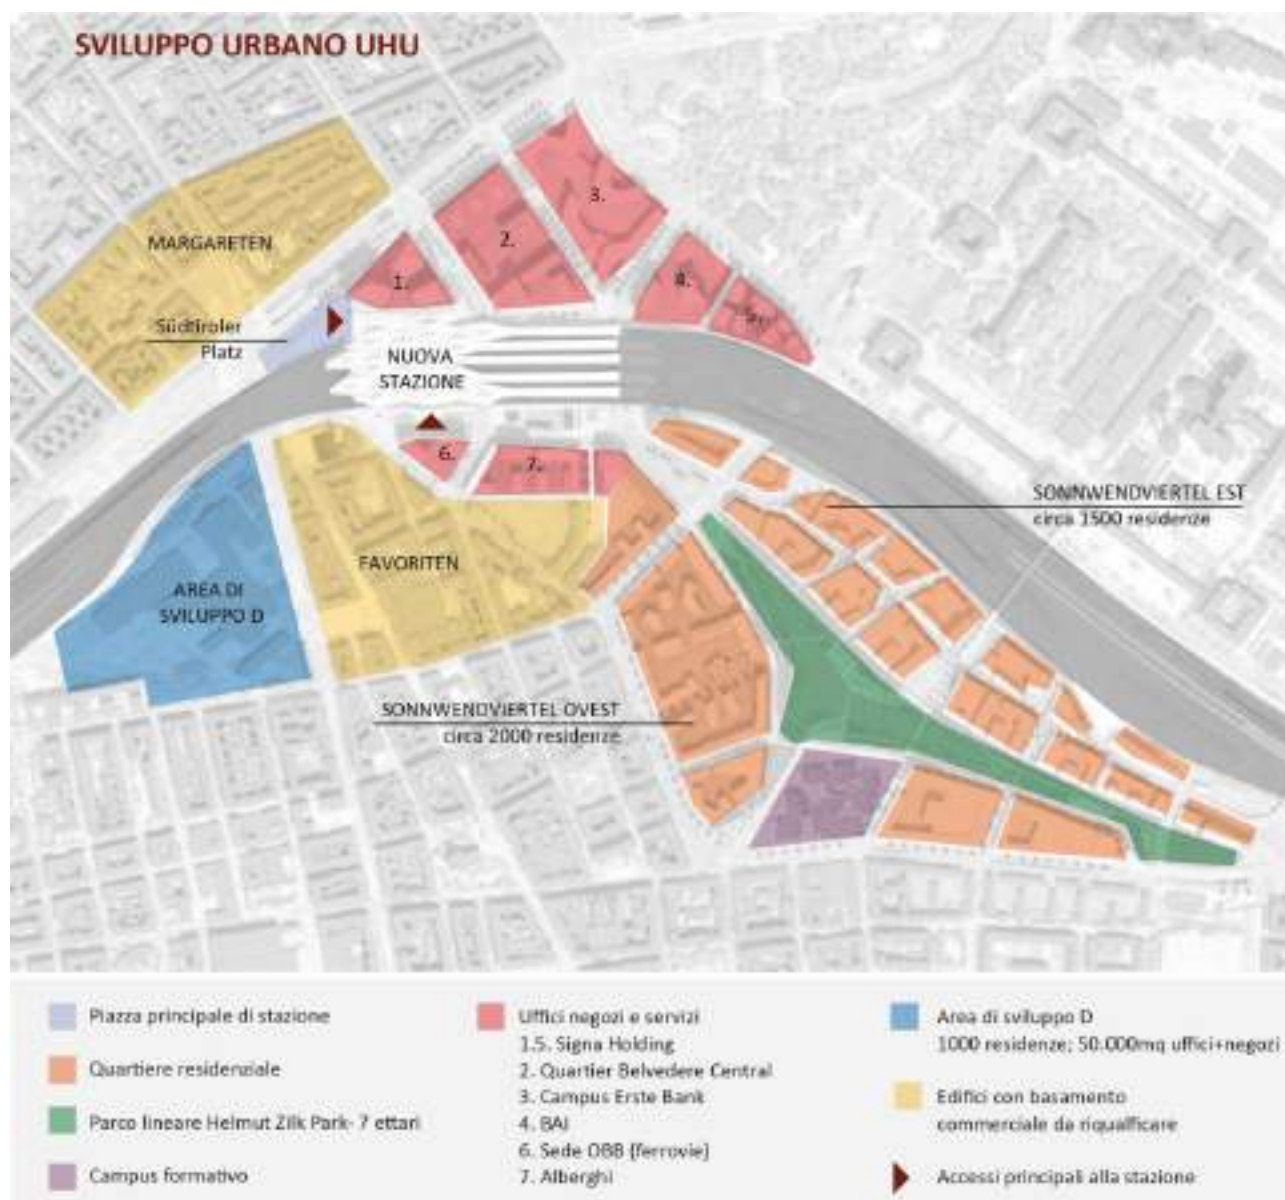 SVILUPPO URBANO UHU
MARGARETEN
Südtiroler
Platz
1.
2.
3.
4.
5.
NUOVA
STAZIONE
6.
7.
FAVORITEN
AREA DI
SVILUPPO D
SONNWENDVIERTEL EST
circa 1500 residenze
SONNWENDVIERTEL OVEST
circa 2000 residenze
Piazza principale di stazione
Quartiere residenziale
Parco lineare Helmut Zilk Park- 7 ettari
Campus formativo
Uffici negozi e servizi
1.5. Signa Holding
2. Quartier Belvedere Central
3. Campus Erste Bank
4. BAI
6. Sede OBB (ferrovie)
7. Alberghi
Area di sviluppo D
1000 residenze; 50.000mq uffici+negozi
Edifici con basamento
commerciale da riqualificare
Accessi principali alla stazione